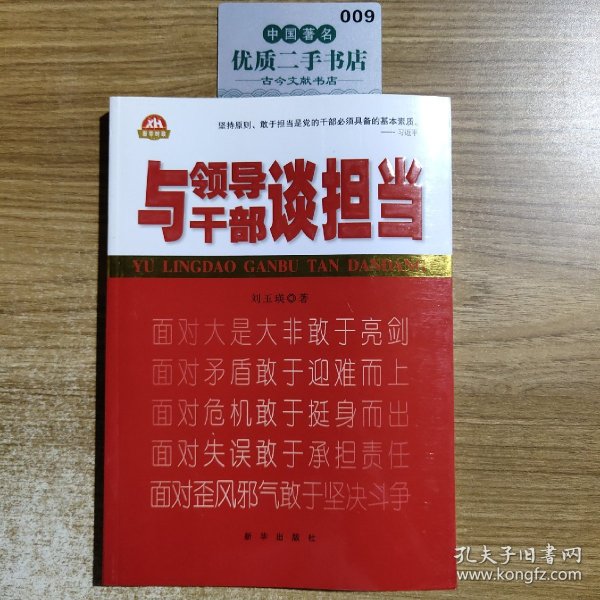 009
中国著名
优质二手书店
古今文献书店
XH
新华时政
坚持原则、敢于担当是党的干部必须具备的基本素质。
——习近平
与领导干部谈担当
YU LINGDAO GANBU TAN DANDANG
刘玉瑛◎著
面对大是大非敢于亮剑
面对矛盾敢于迎难而上
面对危机敢于挺身而出
面对失误敢于承担责任
面对歪风邪气敢于坚决斗争
新华出版社
孔夫子旧书网
www.kongfz.com